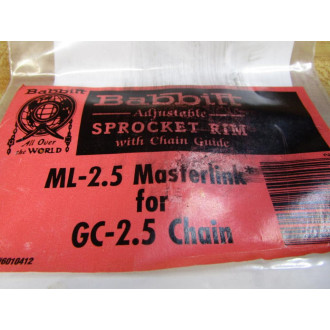 Babbitt
Adjustable
SPROCKET RIM
with Chain Guide
Babbitt
All Over
the WORLD
ML-2.5 Masterlink*
for
GC-2.5 Chain